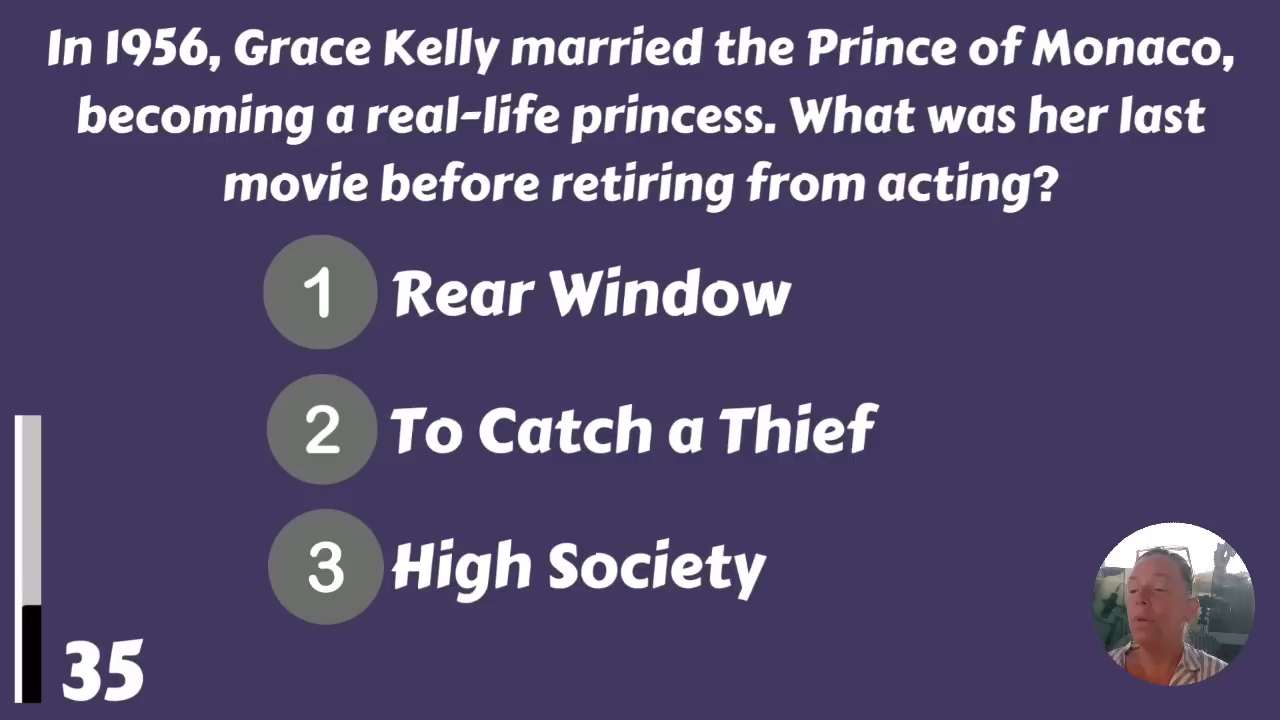 In 1956, Grace Kelly married the Prince of Monaco,
becoming a real-life princess. What was her last
movie before retiring from acting?
1 Rear Window
2 To Catch a Thief
3 High Society
35